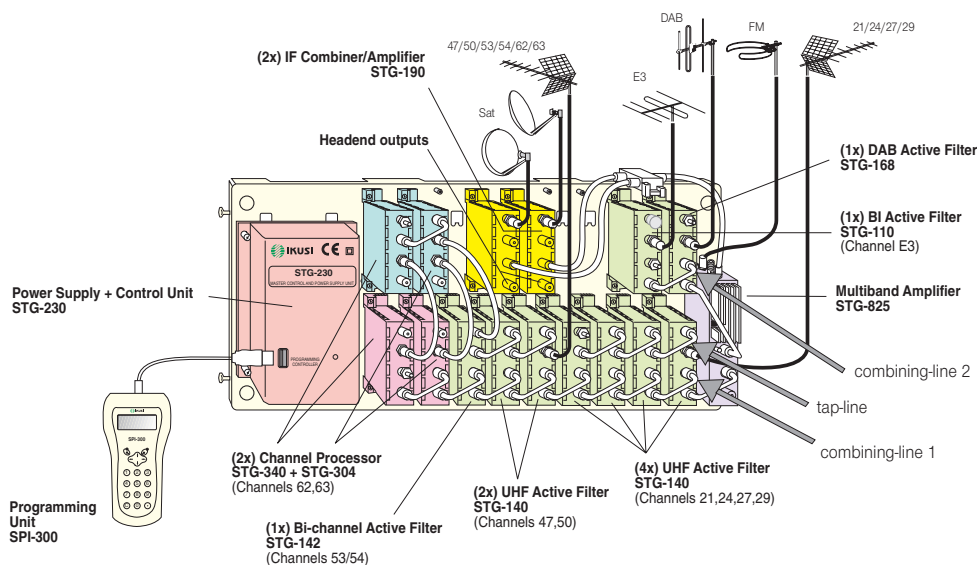 DAB
FM
21/24/27/29
47/50/53/54/62/63
(2x) IF Combiner/Amplifier
STG-190
E3
Sat
Headend outputs
(1x) DAB Active Filter
STG-168
(1x) BI Active Filter
STG-110
(Channel E3)
IKUSI CE
STG-230
MASTER CONTROL AND POWER SUPPLY UNIT
Power Supply + Control Unit
STG-230
Multiband Amplifier
STG-825
PROGRAMMING
CONTROLLER
combining-line 2
tap-line
combining-line 1
IKUSI
SPI-300
(2x) Channel Processor
STG-340 + STG-304
(Channels 62,63)
(2x) UHF Active Filter
STG-140
(Channels 47,50)
(4x) UHF Active Filter
STG-140
(Channels 21,24,27,29)
Programming
Unit
SPI-300
(1x) Bi-channel Active Filter
STG-142
(Channels 53/54)